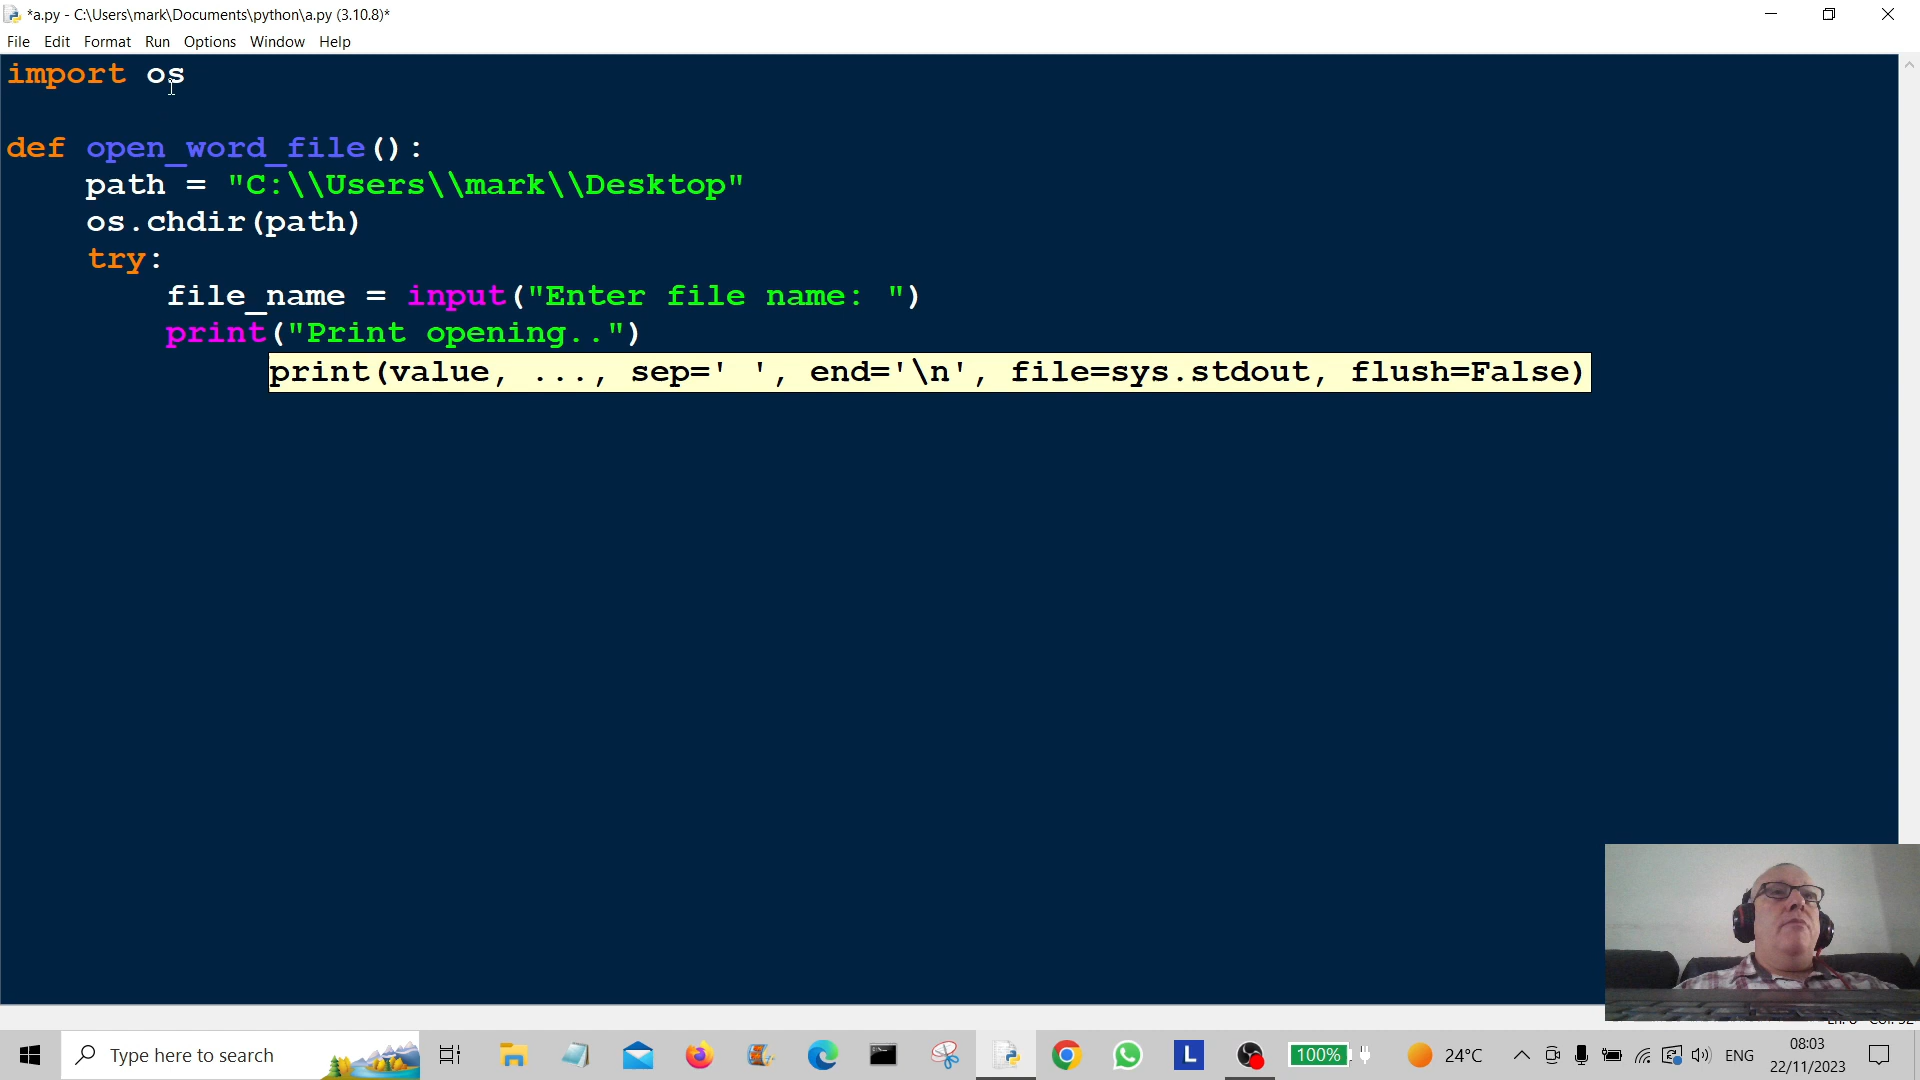 *a.py - C:\Users\mark\Documents\python\a.py (3.10.8)*
File Edit Format Run Options Window Help
import os
def open_word_file():
path = "C:\\Users\\mark\\Desktop"
os.chdir(path)
try:
file_name = input("Enter file name: ")
print("Print opening..")
print(value, ..., sep=' ', end='\n', file=sys.stdout, flush=False)
Type here to search
L
100%
24°C
ENG
08:03
22/11/2023